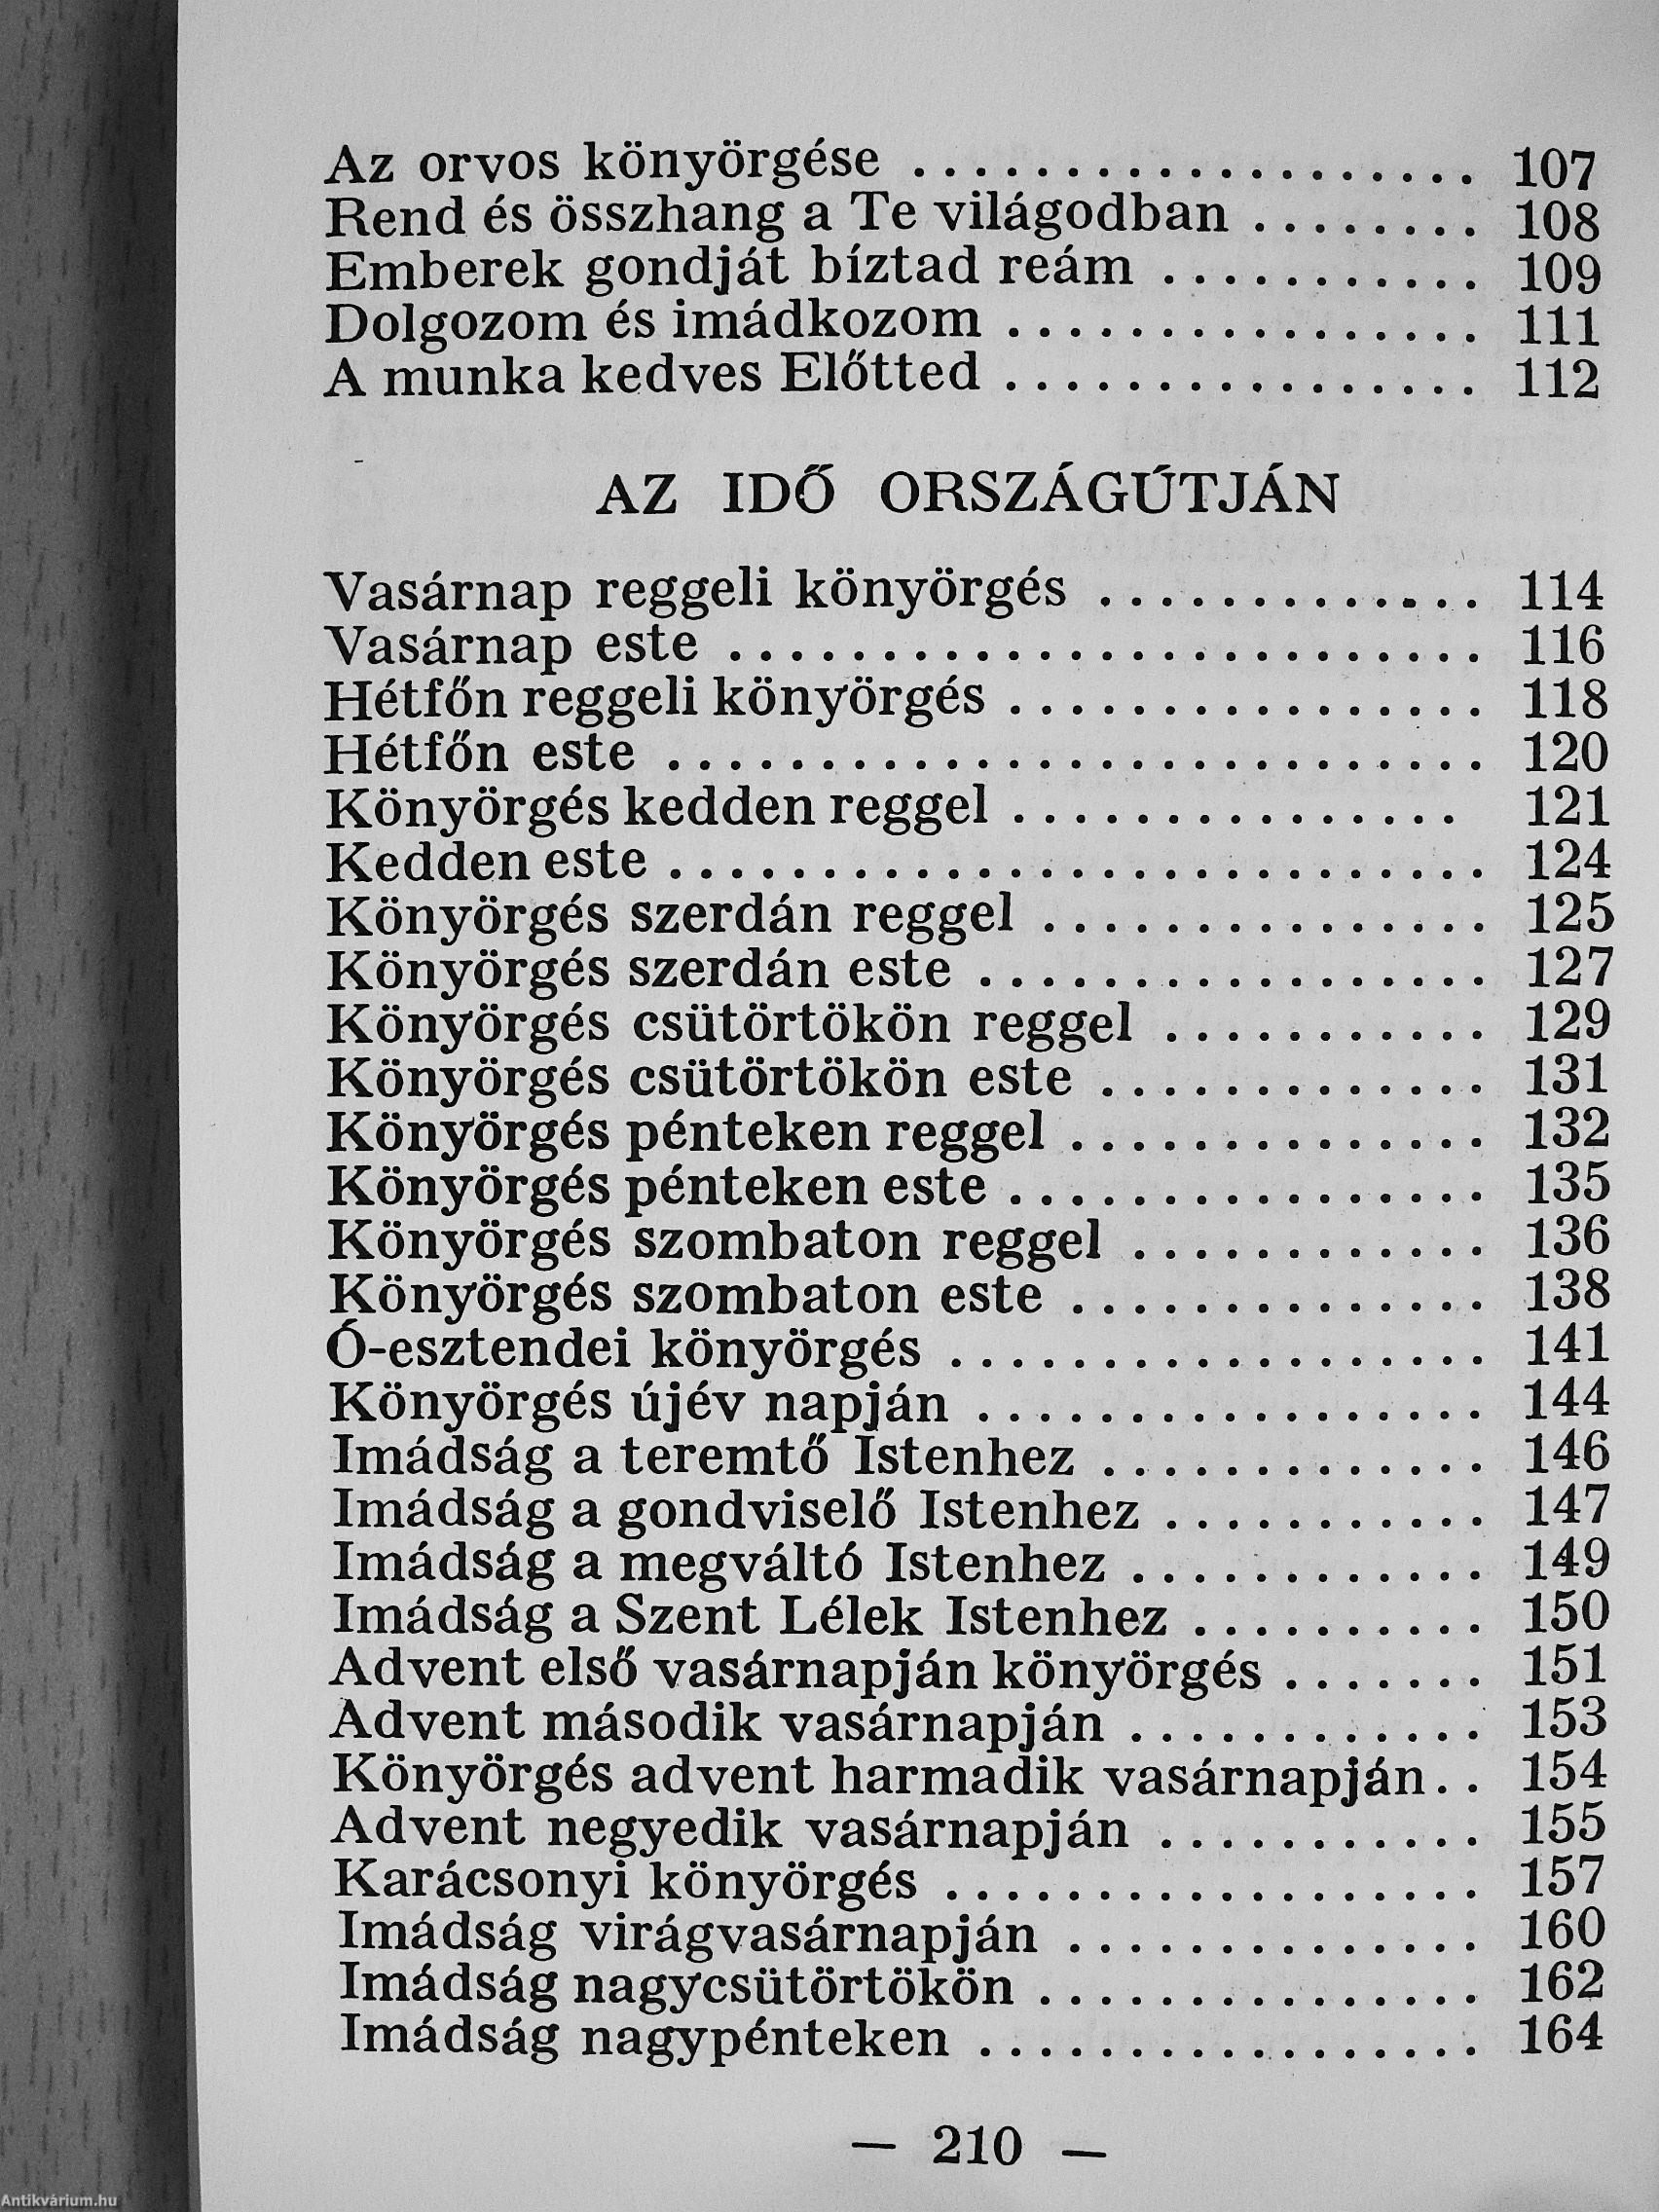 Az orvos könyörgése . . . . . . . . . . . . . . . . . . . 107
Rend és összhang a Te világodban . . . . . . . . 108
Emberek gondját bíztad reám . . . . . . . . . . . 109
Dolgozom és imádkozom . . . . . . . . . . . . . . . . 111
A munka kedves Előtted . . . . . . . . . . . . . . . . 112
AZ IDŐ ORSZÁGÚTJÁN
Vasárnap reggeli könyörgés . . . . . . . . . . . . . 114
Vasárnap este . . . . . . . . . . . . . . . . . . . . . . . . . 116
Hétfőn reggeli könyörgés . . . . . . . . . . . . . . . . 118
Hétfőn este . . . . . . . . . . . . . . . . . . . . . . . . . . . 120
Könyörgés kedden reggel . . . . . . . . . . . . . . . 121
Kedden este . . . . . . . . . . . . . . . . . . . . . . . . . . . 124
Könyörgés szerdán reggel . . . . . . . . . . . . . . . 125
Könyörgés szerdán este . . . . . . . . . . . . . . . . . 127
Könyörgés csütörtökön reggel . . . . . . . . . . . 129
Könyörgés csütörtökön este . . . . . . . . . . . . . 131
Könyörgés pénteken reggel . . . . . . . . . . . . . . 132
Könyörgés pénteken este . . . . . . . . . . . . . . . . 135
Könyörgés szombaton reggel . . . . . . . . . . . . 136
Könyörgés szombaton este . . . . . . . . . . . . . . 138
Ó-esztendei könyörgés . . . . . . . . . . . . . . . . . . 141
Könyörgés újév napján . . . . . . . . . . . . . . . . . 144
Imádság a teremtő Istenhez . . . . . . . . . . . . . 146
Imádság a gondviselő Istenhez . . . . . . . . . . . 147
Imádság a megváltó Istenhez . . . . . . . . . . . . 149
Imádság a Szent Lélek Istenhez . . . . . . . . . . 150
Advent első vasárnapján könyörgés . . . . . . . 151
Advent második vasárnapján . . . . . . . . . . . . 153
Könyörgés advent harmadik vasárnapján . . 154
Advent negyedik vasárnapján . . . . . . . . . . . 155
Karácsonyi könyörgés . . . . . . . . . . . . . . . . . . 157
Imádság virágvasárnapján . . . . . . . . . . . . . . 160
Imádság nagycsütörtökön . . . . . . . . . . . . . . . 162
Imádság nagypénteken . . . . . . . . . . . . . . . . . 164
— 210 —
Antikvárium.hu